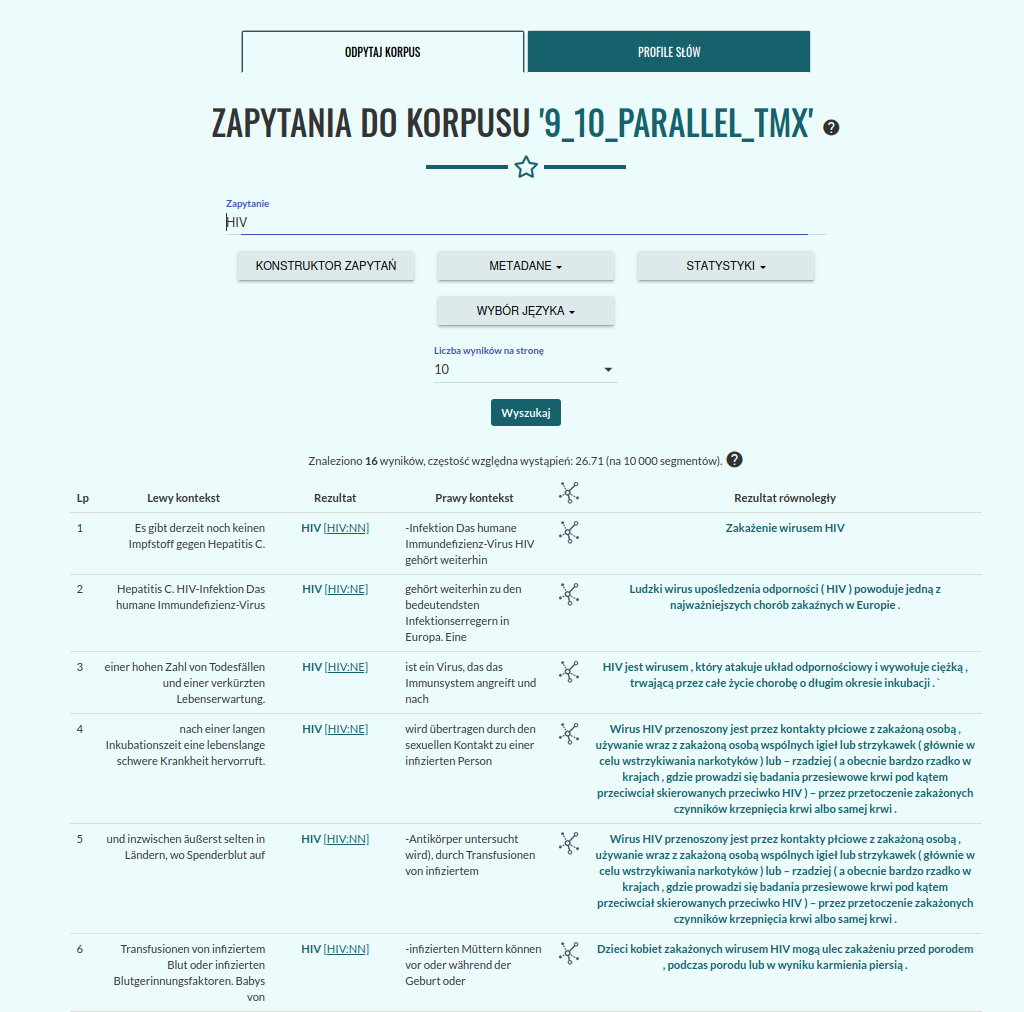 ODPYTAJ KORPUS
PROFILE SŁÓW
ZAPYTANIA DO KORPUSU '9_10_PARALLEL_TMX'
Zapytanie
HIV
KONSTRUKTOR ZAPYTAŃ
METADANE
STATYSTYKI
WYBÓR JĘZYKA
Liczba wyników na stronę
10
Wyszukaj
Znaleziono 16 wyników, częstość względna wystąpień: 26.71 (na 10 000 segmentów).
Lp Lewy kontekst Rezultat Prawy kontekst Rezultat równoległy
1
Es gibt derzeit noch keinen
Impfstoff gegen Hepatitis C.
HIV [HIV:NN]
-Infektion Das humane
Immundefizienz-Virus HIV
gehört weiterhin
Zakażenie wirusem HIV
2
Hepatitis C. HIV-Infektion Das
humane Immundefizienz-Virus
HIV [HIV:NE]
gehört weiterhin zu den
bedeutendsten
Infektionserregern in
Europa. Eine
Ludzki wirus upośledzenia odporności ( HIV ) powoduje jedną z
najważniejszych chorób zakaźnych w Europie .
3
einer hohen Zahl von Todesfällen
und einer verkürzten
Lebenserwartung.
HIV [HIV:NE]
ist ein Virus, das das
Immunsystem angreift und
nach
HIV jest wirusem , który atakuje układ odpornościowy i wywołuje ciężką ,
trwającą przez całe życie chorobę o długim okresie inkubacji . `
4
nach einer langen
Inkubationszeit eine lebenslange
schwere Krankheit hervorruft.
HIV [HIV:NE]
wird übertragen durch den
sexuellen Kontakt zu einer
infizierten Person
Wirus HIV przenoszony jest przez kontakty płciowe z zakażoną osobą ,
używanie wraz z zakażoną osobą wspólnych igieł lub strzykawek ( głównie w
celu wstrzykiwania narkotyków ) lub – rzadziej ( a obecnie bardzo rzadko w
krajach , gdzie prowadzi się badania przesiewowe krwi pod kątem
przeciwciał skierowanych przeciwko HIV ) – przez przetoczenie zakażonych
czynników krzepnięcia krwi albo samej krwi .
5
und inzwischen äußerst selten in
Ländern, wo Spenderblut auf
HIV [HIV:NN]
-Antikörper untersucht
wird), durch Transfusionen
von infiziertem
Wirus HIV przenoszony jest przez kontakty płciowe z zakażoną osobą ,
używanie wraz z zakażoną osobą wspólnych igieł lub strzykawek ( głównie w
celu wstrzykiwania narkotyków ) lub – rzadziej ( a obecnie bardzo rzadko w
krajach , gdzie prowadzi się badania przesiewowe krwi pod kątem
przeciwciał skierowanych przeciwko HIV ) – przez przetoczenie zakażonych
czynników krzepnięcia krwi albo samej krwi .
6
Transfusionen von infiziertem
Blut oder infizierten
Blutgerinnungsfaktoren. Babys
von
HIV [HIV:NN]
-infizierten Müttern können
vor oder während der
Geburt oder
Dzieci kobiet zakażonych wirusem HIV mogą ulec zakażeniu przed porodem
, podczas porodu lub w wyniku karmienia piersią .